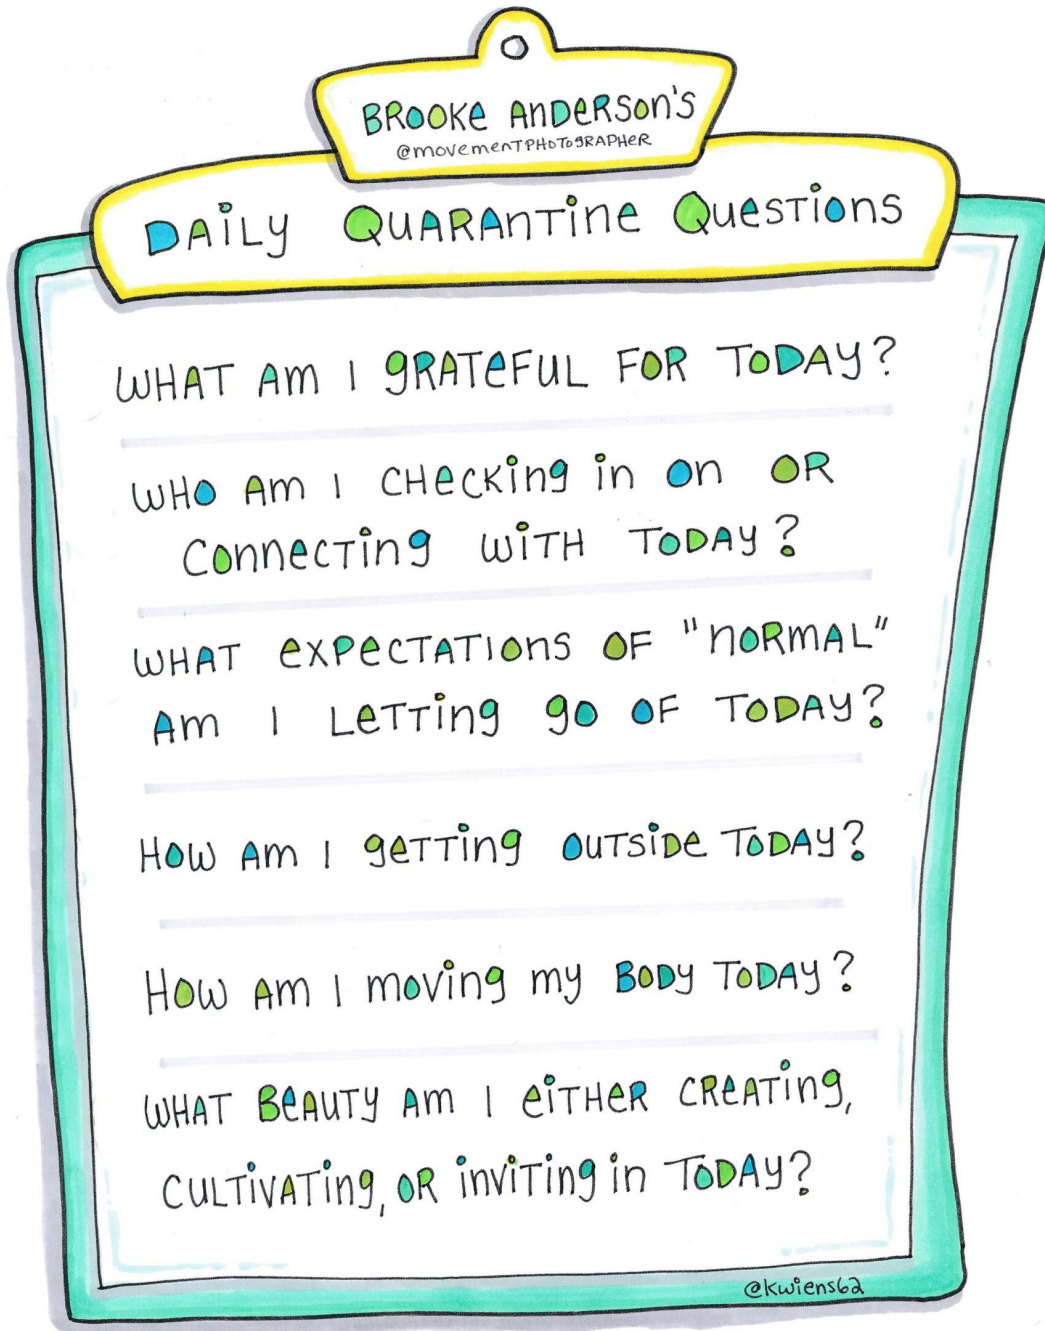 BROOKE ANDERSON'S
@MOVEMENTPHOTOGRAPHER
DAILY QUARANTINE QUESTIONS
WHAT AM I GRATEFUL FOR TODAY?
WHO AM I CHECKING IN ON OR
CONNECTING WITH TODAY?
WHAT EXPECTATIONS OF "NORMAL"
AM I LETTING GO OF TODAY?
HOW AM I GETTING OUTSIDE TODAY?
HOW AM I MOVING MY BODY TODAY?
WHAT BEAUTY AM I EITHER CREATING,
CULTIVATING, OR INVITING IN TODAY?
@kwiens62